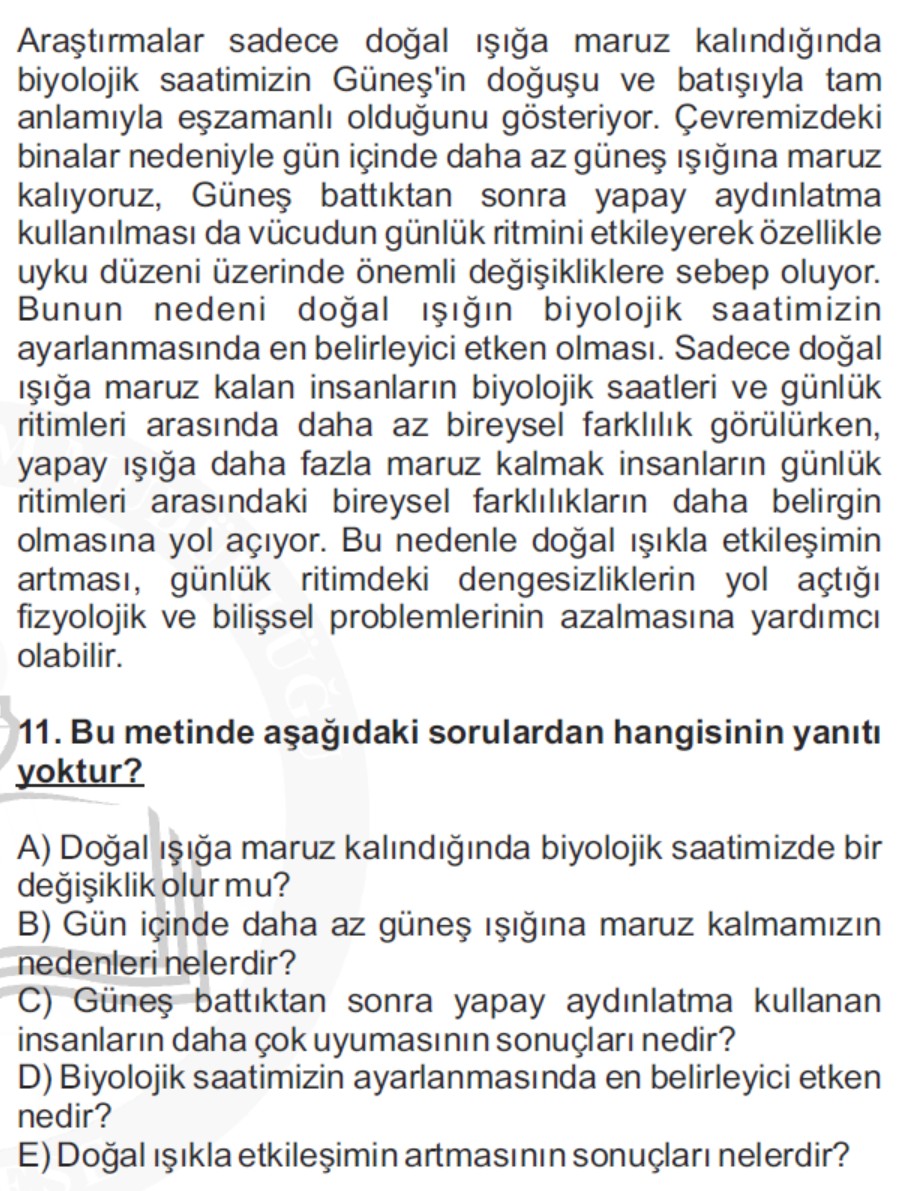 Araştırmalar sadece doğal ışığa maruz kalındığında
biyolojik saatimizin Güneş'in doğuşu ve batışıyla tam
anlamıyla eşzamanlı olduğunu gösteriyor. Çevremizdeki
binalar nedeniyle gün içinde daha az güneş ışığına maruz
kalıyoruz, Güneş battıktan sonra yapay aydınlatma
kullanılması da vücudun günlük ritmini etkileyerek özellikle
uyku düzeni üzerinde önemli değişikliklere sebep oluyor.
Bunun nedeni doğal ışığın biyolojik saatimizin
ayarlanmasında en belirleyici etken olması. Sadece doğal
ışığa maruz kalan insanların biyolojik saatleri ve günlük
ritimleri arasında daha az bireysel farklılık görülürken,
yapay ışığa daha fazla maruz kalmak insanların günlük
ritimleri arasındaki bireysel farklılıkların daha belirgin
olmasına yol açıyor. Bu nedenle doğal ışıkla etkileşimin
artması, günlük ritimdeki dengesizliklerin yol açtığı
fizyolojik ve bilişsel problemlerinin azalmasına yardımcı
olabilir.
11. Bu metinde aşağıdaki sorulardan hangisinin yanıtı
yoktur?
A) Doğal ışığa maruz kalındığında biyolojik saatimizde bir
değişiklik olur mu?
B) Gün içinde daha az güneş ışığına maruz kalmamızın
nedenleri nelerdir?
C) Güneş battıktan sonra yapay aydınlatma kullanan
insanların daha çok uyumasının sonuçları nedir?
D) Biyolojik saatimizin ayarlanmasında en belirleyici etken
nedir?
E) Doğal ışıkla etkileşimin artmasının sonuçları nelerdir?